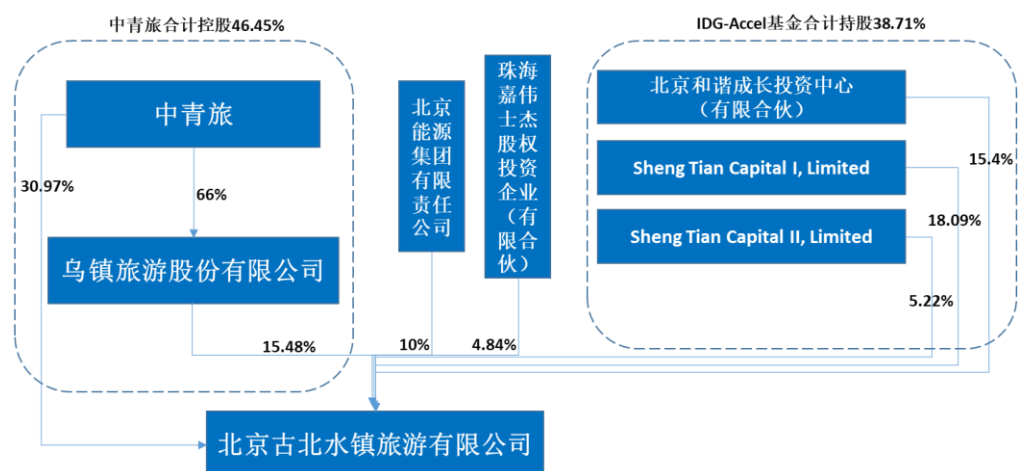 中青旅合计控股46.45%
IDG-Accel基金合计持股38.71%
中青旅
30.97%
66%
乌镇旅游股份有限公司
15.48%
北京
能源
集团
有限
责任
公司
10%
珠海
嘉伟
士杰
股权
投资
企业
（有
限合
伙）
4.84%
北京和谐成长投资中心
（有限合伙）
15.4%
Sheng Tian Capital I, Limited
18.09%
Sheng Tian Capital II, Limited
5.22%
北京古北水镇旅游有限公司